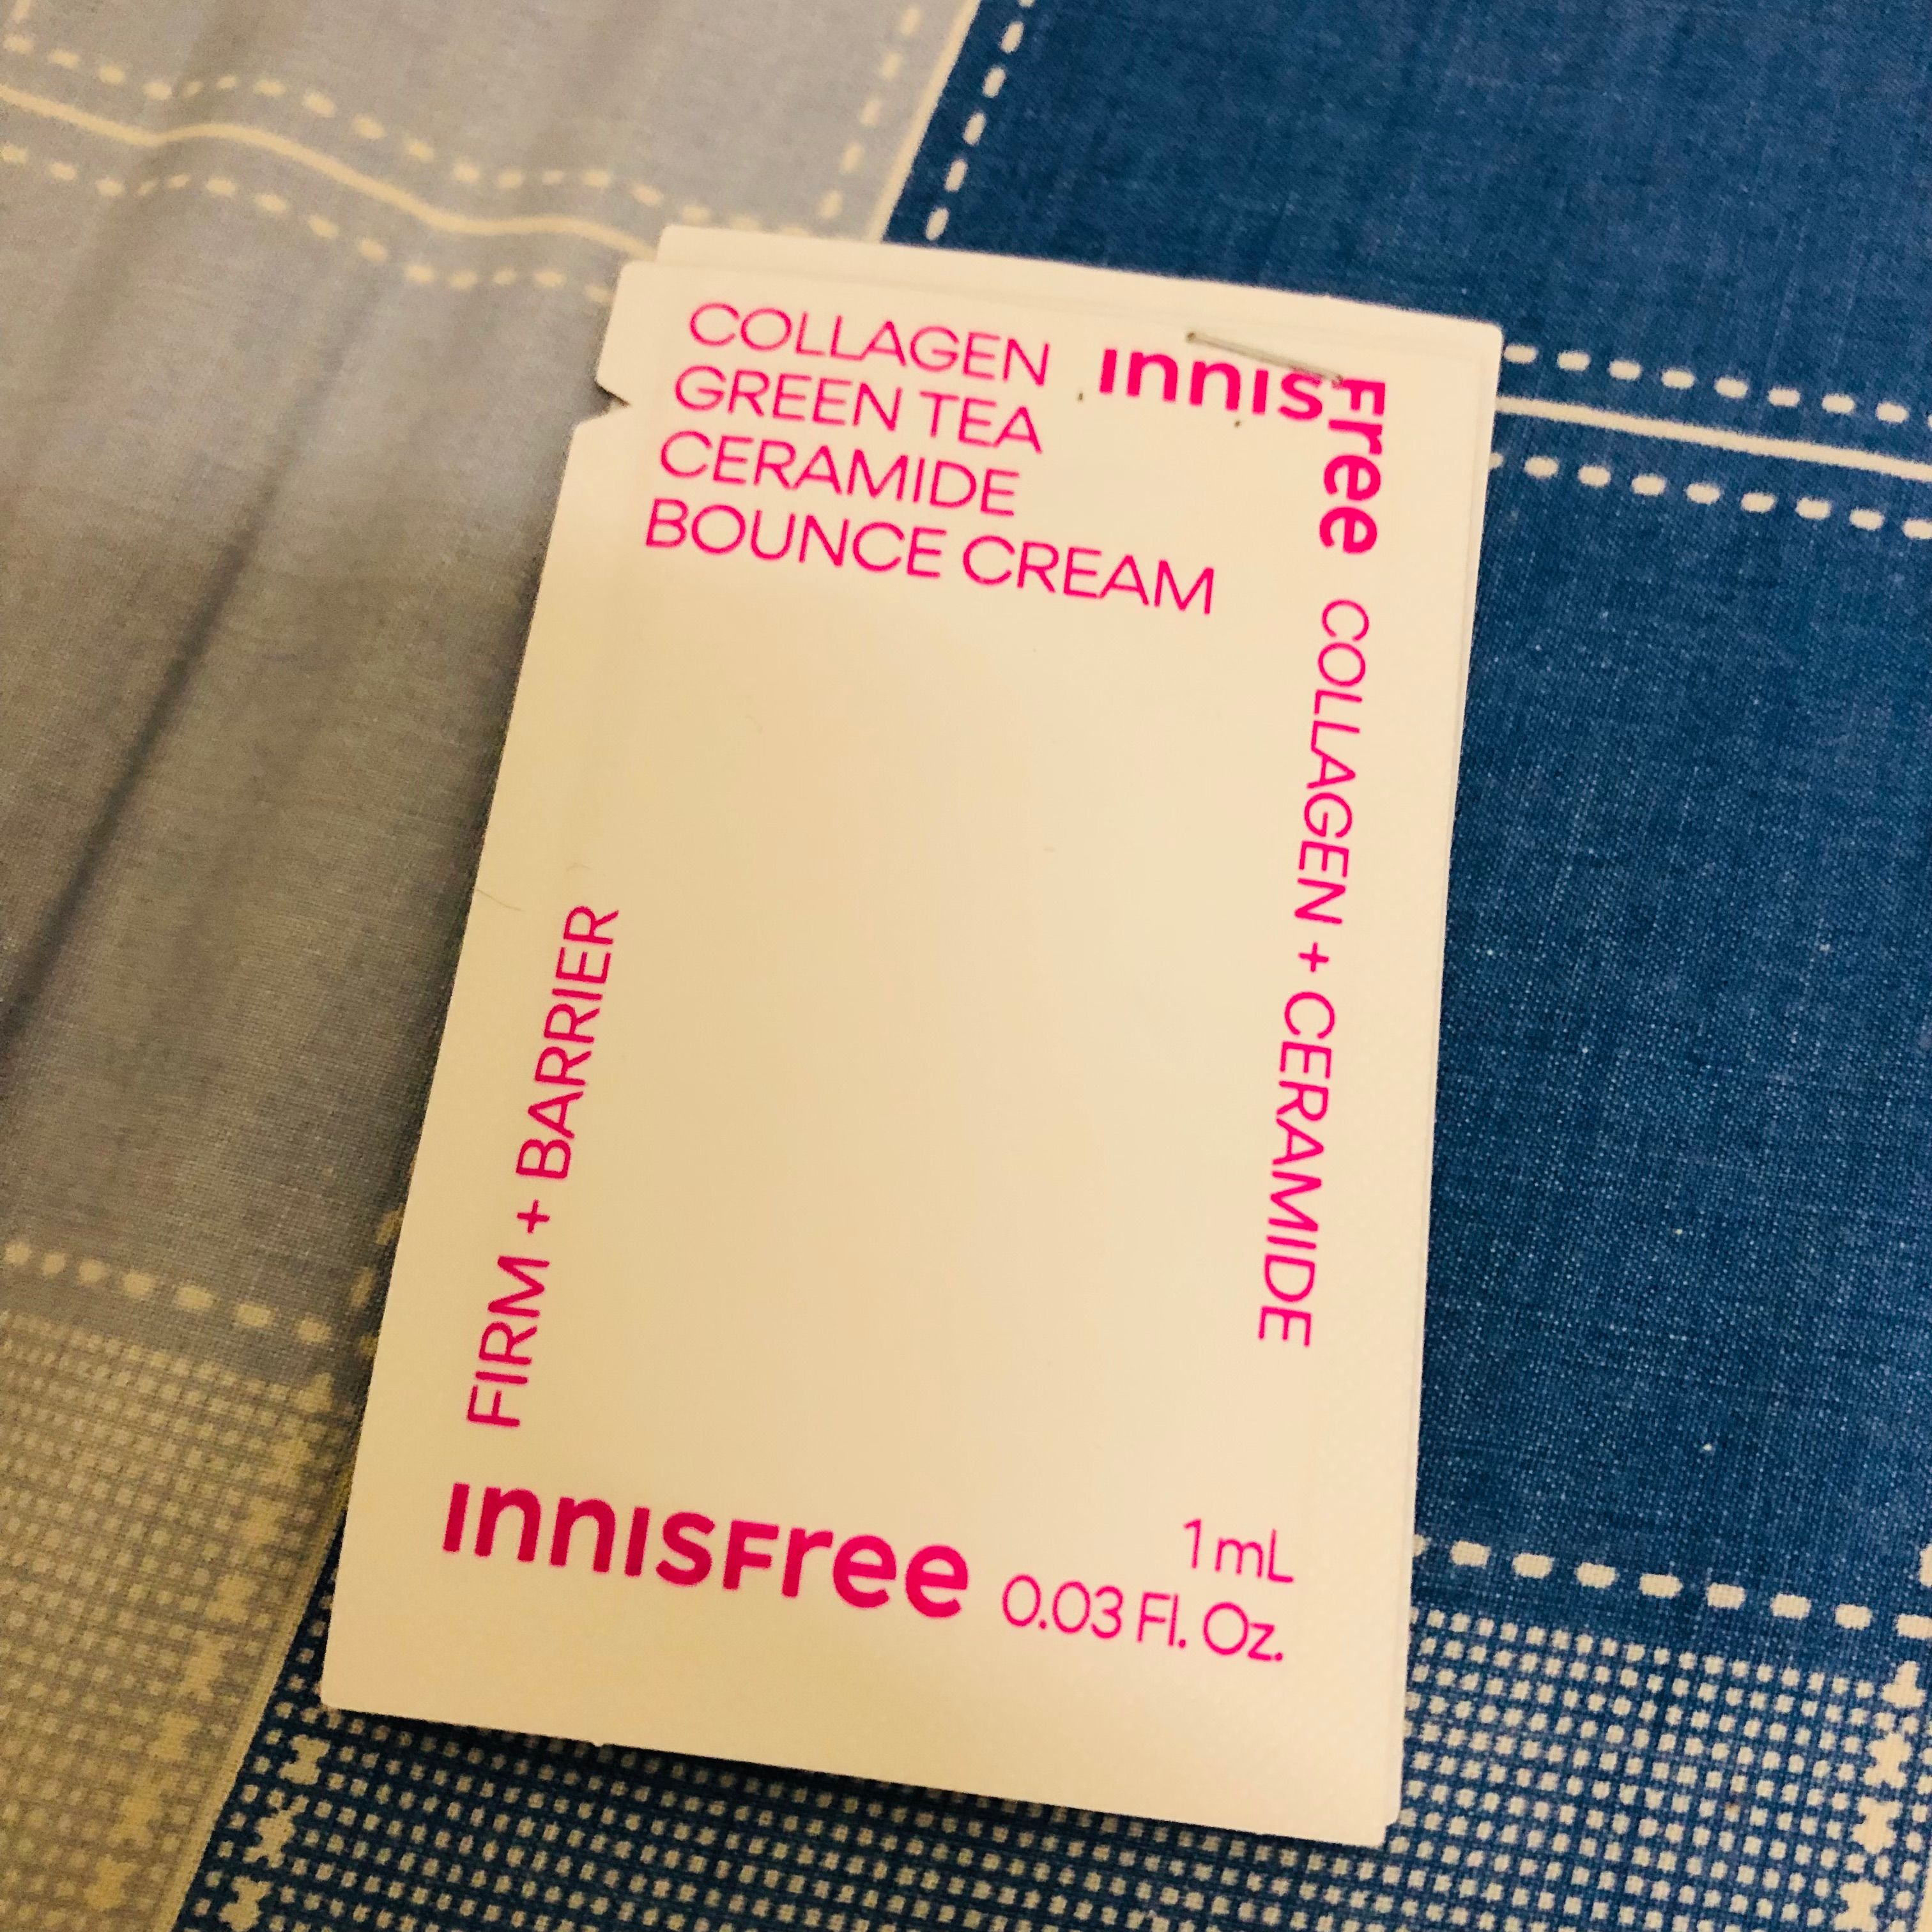 COLLAGEN
GREEN TEA
CERAMIDE
BOUNCE CREAM
INNISFree
COLLAGEN + CERAMIDE
FIRM + BARRIER
INNISFree
1 mL
0.03 Fl. Oz.